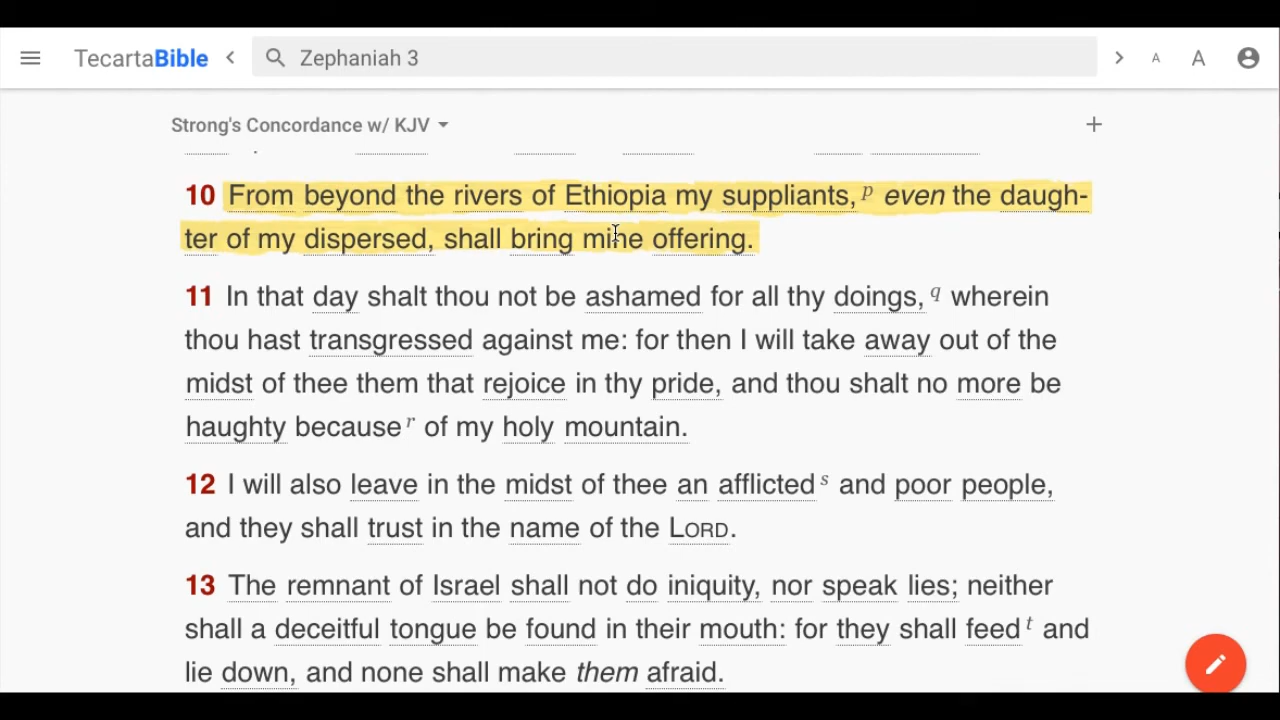 TecartaBible Zephaniah 3 A A
Strong's Concordance w/ KJV
10 From beyond the rivers of Ethiopia my suppliants, p even the daugh-
ter of my dispersed, shall bring mine offering.
11 In that day shalt thou not be ashamed for all thy doings, q wherein
thou hast transgressed against me: for then I will take away out of the
midst of thee them that rejoice in thy pride, and thou shalt no more be
haughty because r of my holy mountain.
12 I will also leave in the midst of thee an afflicted s and poor people,
and they shall trust in the name of the LORD.
13 The remnant of Israel shall not do iniquity, nor speak lies; neither
shall a deceitful tongue be found in their mouth: for they shall feed t and
lie down, and none shall make them afraid.